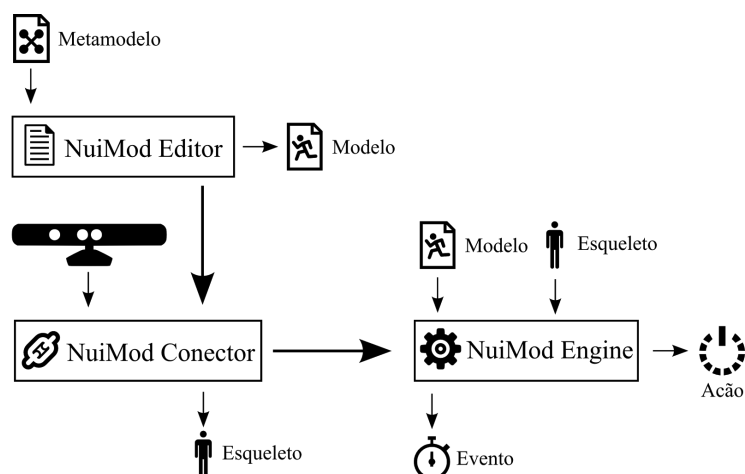 Metamodelo
NuiMod Editor
Modelo
Modelo
Esqueleto
NuiMod Conector
NuiMod Engine
Acão
Esqueleto
Evento